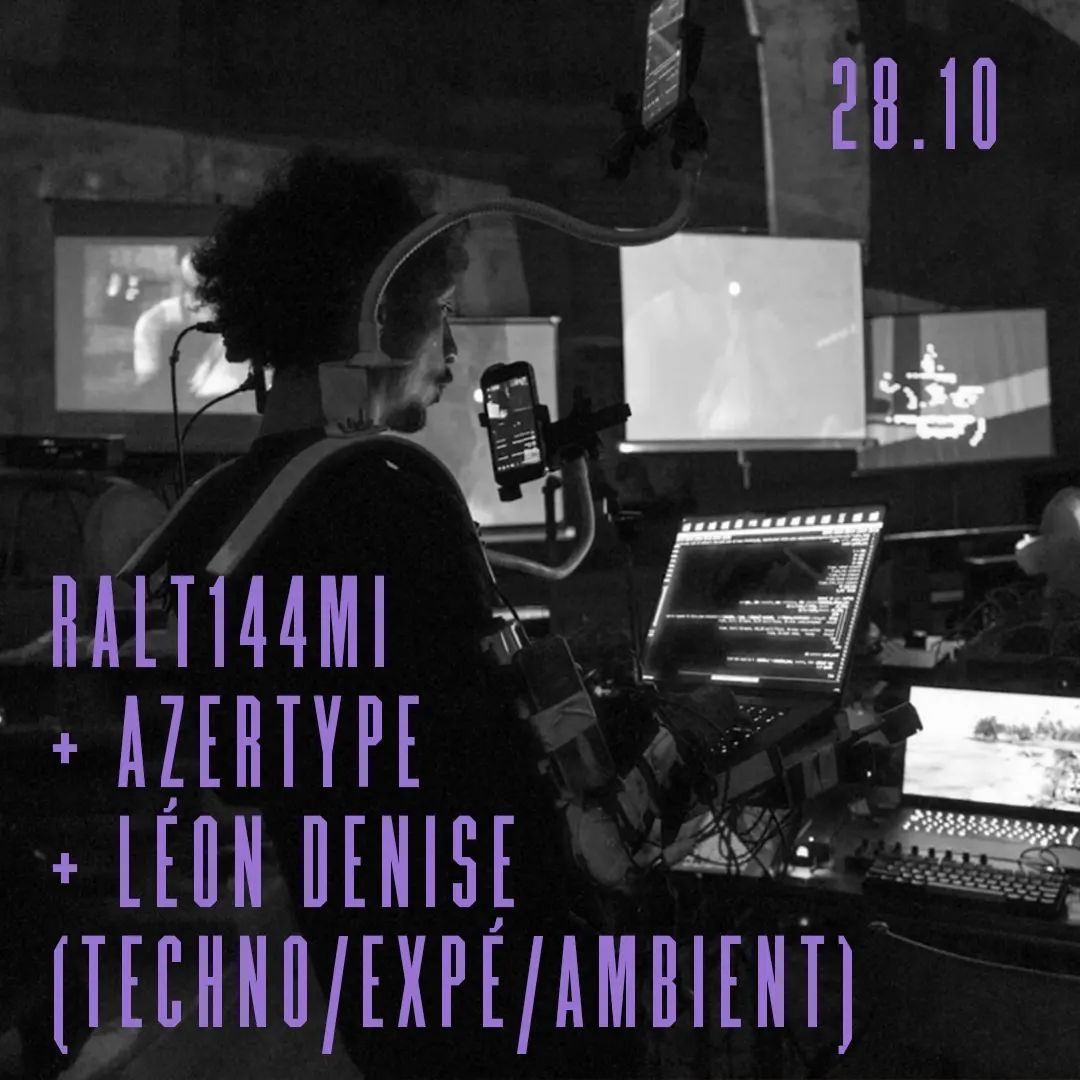 28.10
RALT144MI
+ AZERTYPE
+ LÉON DENISE
(TECHNO/EXPÉ/AMBIENT)